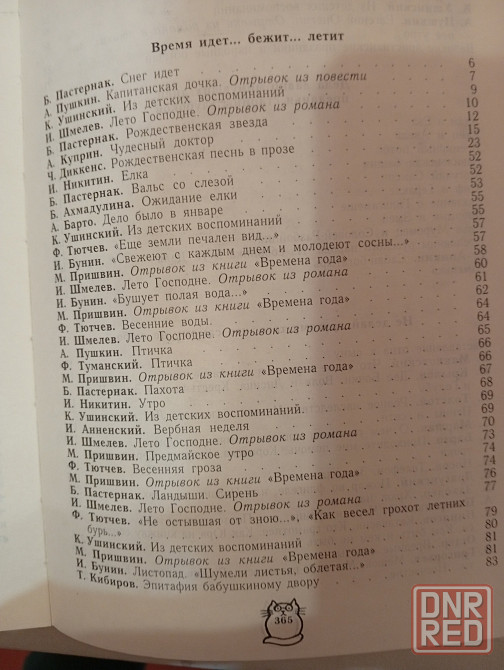 Время идет... бежит... летит
Б. Пастернак. Снег идет 6
А. Пушкин. Капитанская дочка. Отрывок из повести 7
К. Ушинский. Из детских воспоминаний 9
И. Шмелев. Лето Господне. Отрывок из романа 10
Б. Пастернак. Рождественская звезда 12
А. Куприн. Чудесный доктор 15
Ч. Диккенс. Рождественская песнь в прозе 23
И. Никитин. Елка 52
Б. Пастернак. Вальс со слезой 52
Б. Ахмадулина. Ожидание елки 53
А. Барто. Дело было в январе 55
К. Ушинский. Из детских воспоминаний 55
Ф. Тютчев. «Еще земли печален вид...» 57
И. Бунин. «Свежеют с каждым днем и молодеют сосны...» 57
М. Пришвин. Отрывок из книги «Времена года» 58
И. Шмелев. Лето Господне. Отрывок из романа 60
И. Бунин. «Бушует полая вода...» 61
М. Пришвин. Отрывок из книги «Времена года» 62
Ф. Тютчев. Весенние воды. 64
И. Шмелев. Лето Господне. Отрывок из романа 64
А. Пушкин. Птичка 65
Ф. Туманский. Птичка 66
М. Пришвин. Отрывок из книги «Времена года» 66
Б. Пастернак. Пахота 67
И. Никитин. Утро 68
К. Ушинский. Из детских воспоминаний. 69
И. Анненский. Вербная неделя 69
И. Шмелев. Лето Господне. Отрывок из романа 70
М. Пришвин. Предмайское утро 73
Ф. Тютчев. Весенняя гроза 74
М. Пришвин. Отрывок из книги «Времена года» 74
Б. Пастернак. Ландыши. Сирень 76
И. Шмелев. Лето Господне. Отрывок из романа 77
Ф. Тютчев. «Не остывшая от зною...», «Как весел грохот летних
бурь...» 79
К. Ушинский. Из детских воспоминаний 80
М. Пришвин. Отрывок из книги «Времена года» 81
И. Бунин. Листопад. «Шумели листья, облетая...» 81
Т. Кибиров. Эпитафия бабушкиному двору 83
365
DNR
RED